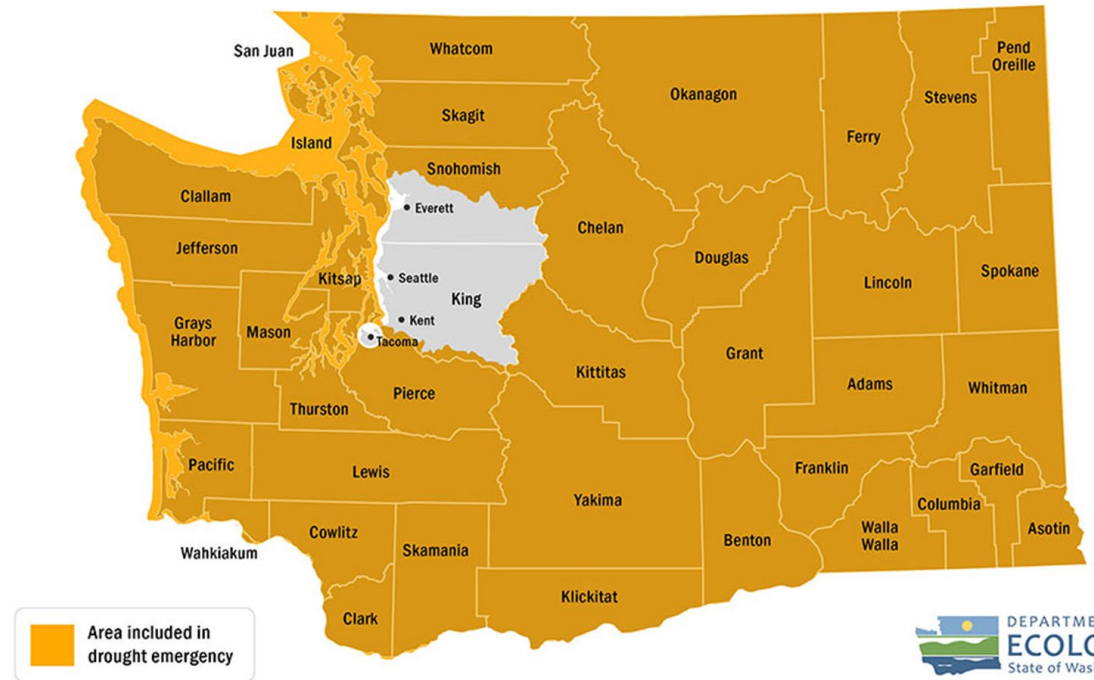 San Juan
Whatcom
Pend
Oreille
Okanagon
Stevens
Skagit
Ferry
Island
Snohomish
Clallam
Everett
Chelan
Jefferson
Douglas
Kitsap
Seattle
Lincoln
Spokane
King
Grays
Harbor
Mason
Kent
Tacoma
Grant
Kittitas
Adams
Whitman
Pierce
Thurston
Pacific
Lewis
Franklin
Garfield
Yakima
Columbia
Cowlitz
Walla
Walla
Asotin
Wahkiakum
Skamania
Benton
Klickitat
Clark
Area included in
drought emergency
DEPARTME
ECOLO
State of Was